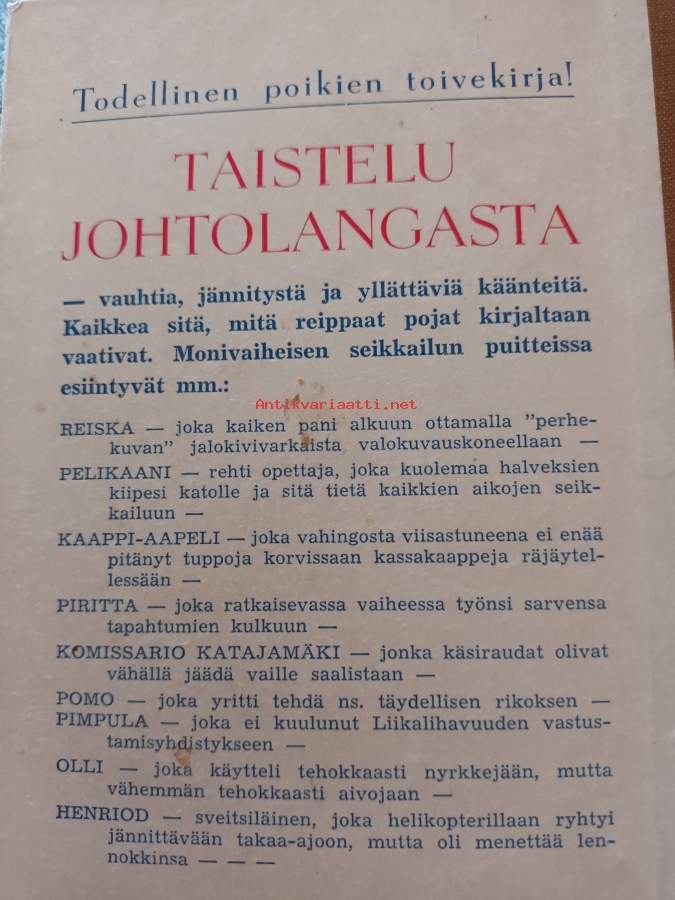 Todellinen poikien toivekirja!
TAISTELU
JOHTOLANGASTA
— vauhtia, jännitystä ja yllättäviä käänteitä.
Kaikkea sitä, mitä reippaat pojat kirjaltaan
vaativat. Monivaiheisen seikkailun puitteissa
esiintyvät mm.:
Antikvariaatti.net
REISKA — joka kaiken pani alkuun ottamalla "perhe-
kuvan" jalokivivarkaista valokuvauskoneellaan —
PELIKAANI — rehti opettaja, joka kuolemaa halveksien
kiipesi katolle ja sitä tietä kaikkien aikojen seik-
kailuun —
KAAPPI-AAPELI — joka vahingosta viisastuneena ei enää
pitänyt tuppoja korvissaan kassakaappeja räjäytel-
lessään —
PIRITTA — joka ratkaisevassa vaiheessa työnsi sarvensa
tapahtumien kulkuun —
KOMISSARIO KATAJAMÄKI — jonka käsiraudat olivat
vähällä jäädä vaille saalistaan —
POMO — joka yritti tehdä ns. täydellisen rikoksen —
PIMPULA — joka ei kuulunut Liikalihavuuden vastus-
tamisyhdistykseen —
OLLI — joka käytteli tehokkaasti nyrkkejään, mutta
vähemmän tehokkaasti aivojaan —
HENRIOD — sveitsiläinen, joka helikopterillaan ryhtyi
jännittävään takaa-ajoon, mutta oli menettää len-
nokkinsa — — —